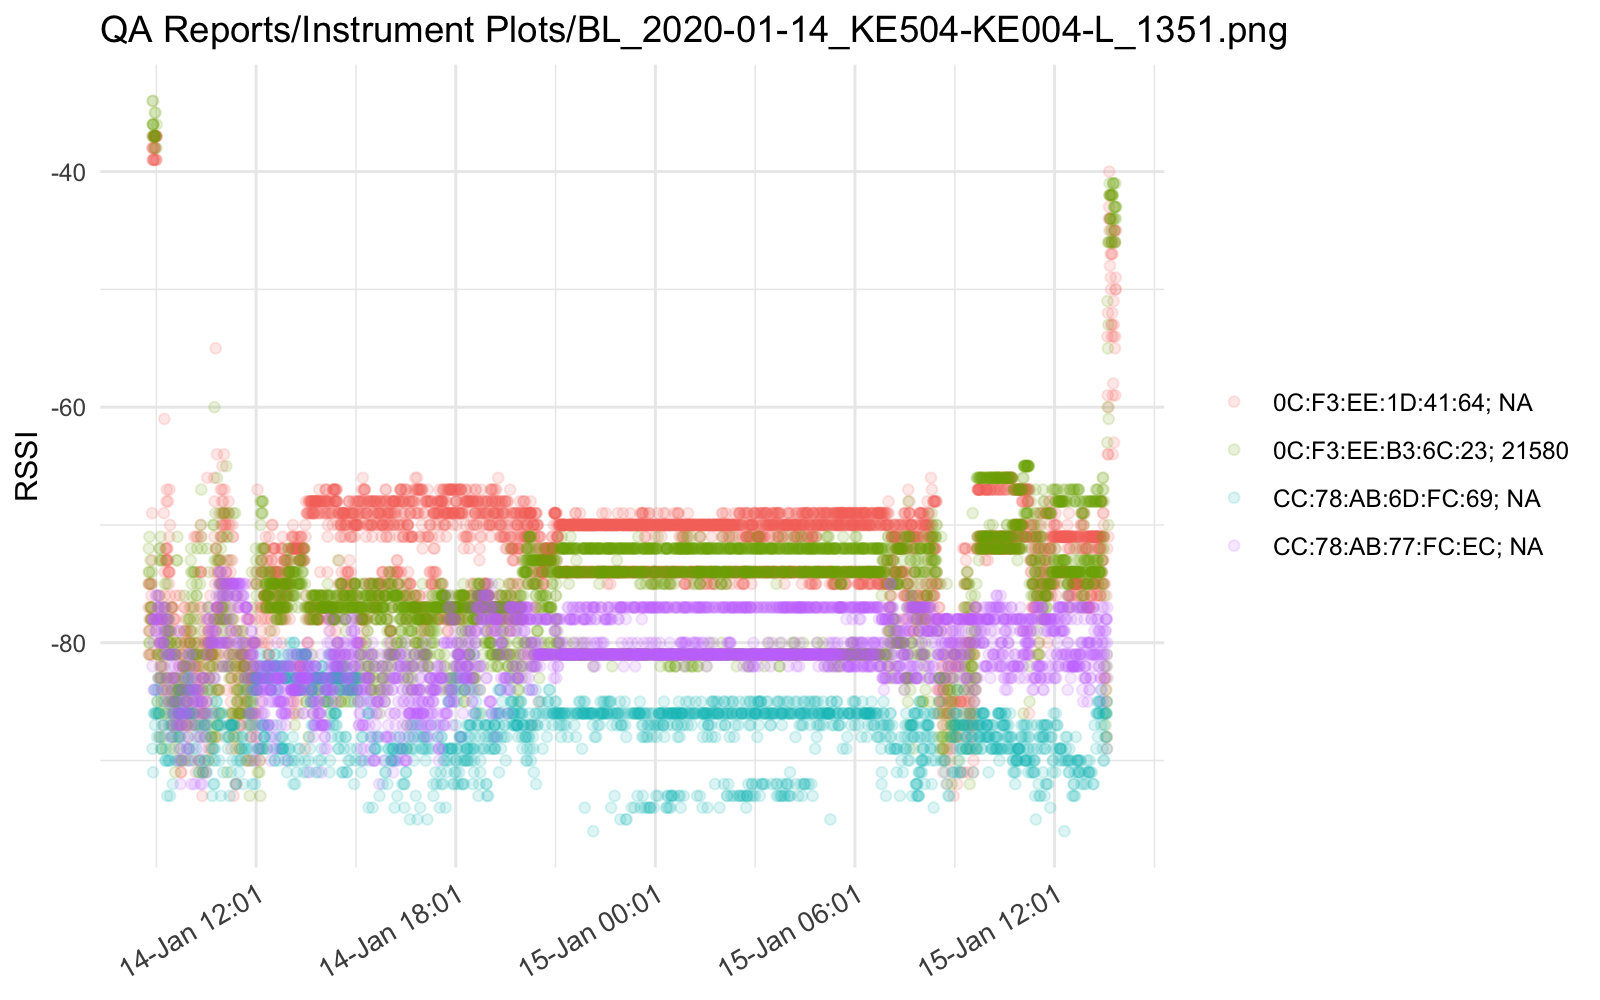 QA Reports/Instrument Plots/BL_2020-01-14_KE504-KE004-L_1351.png
-40
-60
-80
RSSI
14-Jan 12:01
14-Jan 18:01
15-Jan 00:01
15-Jan 06:01
15-Jan 12:01
0C:F3:EE:1D:41:64; NA
0C:F3:EE:B3:6C:23; 21580
CC:78:AB:6D:FC:69; NA
CC:78:AB:77:FC:EC; NA